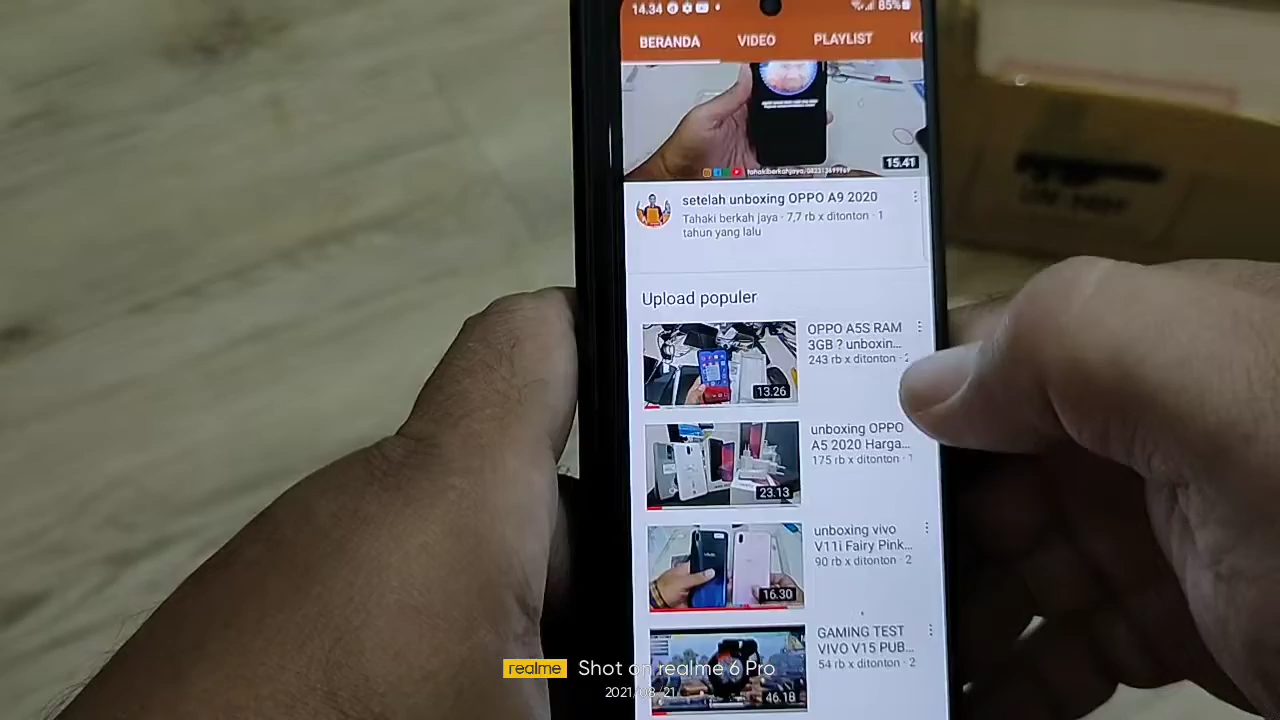 14.34
85%
BERANDA VIDEO PLAYLIST
15.41
setelah unboxing OPPO A9 2020
Tahaki berkah jaya · 7,7 rb x ditonton · 1
tahun yang lalu
Upload populer
OPPO A5S RAM
3GB ? unboxin...
243 rb x ditonton ·
13.26
unboxing OPPO
A5 2020 Harga...
175 rb x ditonton · 1
23.13
unboxing vivo
V11i Fairy Pink...
90 rb x ditonton · 2
16.30
GAMING TEST
VIVO V15 PUB...
54 rb x ditonton · 2
46.18
realme Shot on realme 6 Pro
2021/08/21